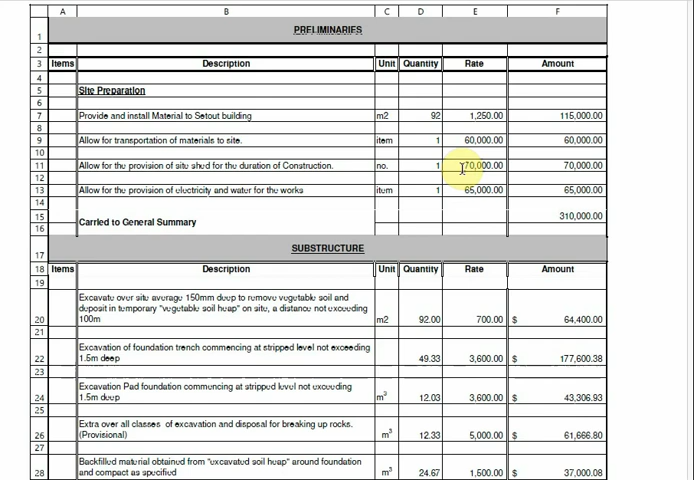 A B C D E F
1 PRELIMINARIES
2
3 Items Description Unit Quantity Rate Amount
4
5 Site Preparation
6
7 Provide and install Material to Setout building m2 92 1,250.00 115,000.00
8
9 Allow for transportation of materials to site. item 1 60,000.00 60,000.00
10
11 Allow for the provision of site shed for the duration of Construction. no. 1 70,000.00 70,000.00
12
13 Allow for the provision of electricity and water for the works item 1 65,000.00 65,000.00
14
15 310,000.00
Carried to General Summary
16
17 SUBSTRUCTURE
18 Items Description Unit Quantity Rate Amount
19
Excavate over site average 150mm deep to remove vegetable soil and
deposit in temporary "vegetable soil heap" on site, a distance not exceeding
20 100m m2 92.00 700.00 $ 64,400.00
21
Excavation of foundation trench commencing at stripped level not exceeding
22 1.5m deep 49.33 3,600.00 $ 177,600.38
23
Excavation Pad foundation commencing at stripped level not exceeding
24 1.5m deep m³ 12.03 3,600.00 $ 43,306.93
25
Extra over all classes of excavation and disposal for breaking up rocks.
26 (Provisional) m³ 12.33 5,000.00 $ 61,666.80
27
Backfilled material obtained from "excavated soil heap" around foundation
28 and compact as specified m³ 24.67 1,500.00 $ 37,000.08